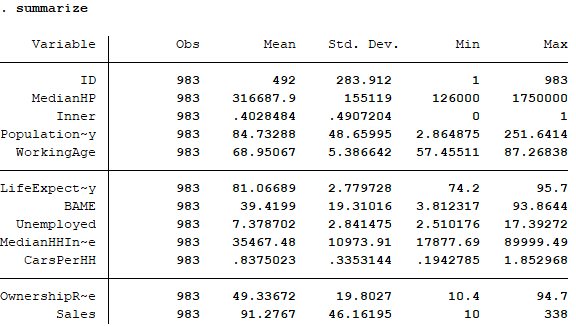 . summarize
Variable Obs Mean Std. Dev. Min Max
ID 983 492 283.912 1 983
MedianHP 983 316687.9 155119 126000 1750000
Inner 983 .4028484 .4907204 0 1
Population~y 983 84.73288 48.65995 2.864875 251.6414
WorkingAge 983 68.95067 5.386642 57.45511 87.26838
LifeExpect~y 983 81.06689 2.779728 74.2 95.7
BAME 983 39.4199 19.31016 3.812317 93.8644
Unemployed 983 7.378702 2.841475 2.510176 17.39272
MedianHHIn~e 983 35467.48 10973.91 17877.69 89999.49
CarsPerHH 983 .8375023 .3353144 .1942785 1.852968
OwnershipR~e 983 49.33672 19.8027 10.4 94.7
Sales 983 91.2767 46.16195 10 338